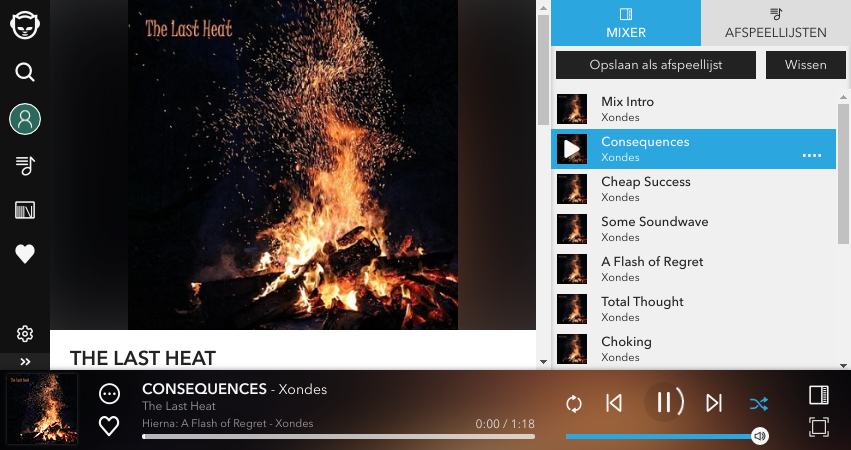 The Last Heat
THE LAST HEAT
MIXER
AFSPEELLIJSTEN
Opslaan als afspeellijst
Wissen
Mix Intro
Xondes
Consequences
Xondes
Cheap Success
Xondes
Some Soundwave
Xondes
A Flash of Regret
Xondes
Total Thought
Xondes
Choking
Xondes
CONSEQUENCES - Xondes
The Last Heat
Hierna: A Flash of Regret - Xondes
0:00 / 1:18